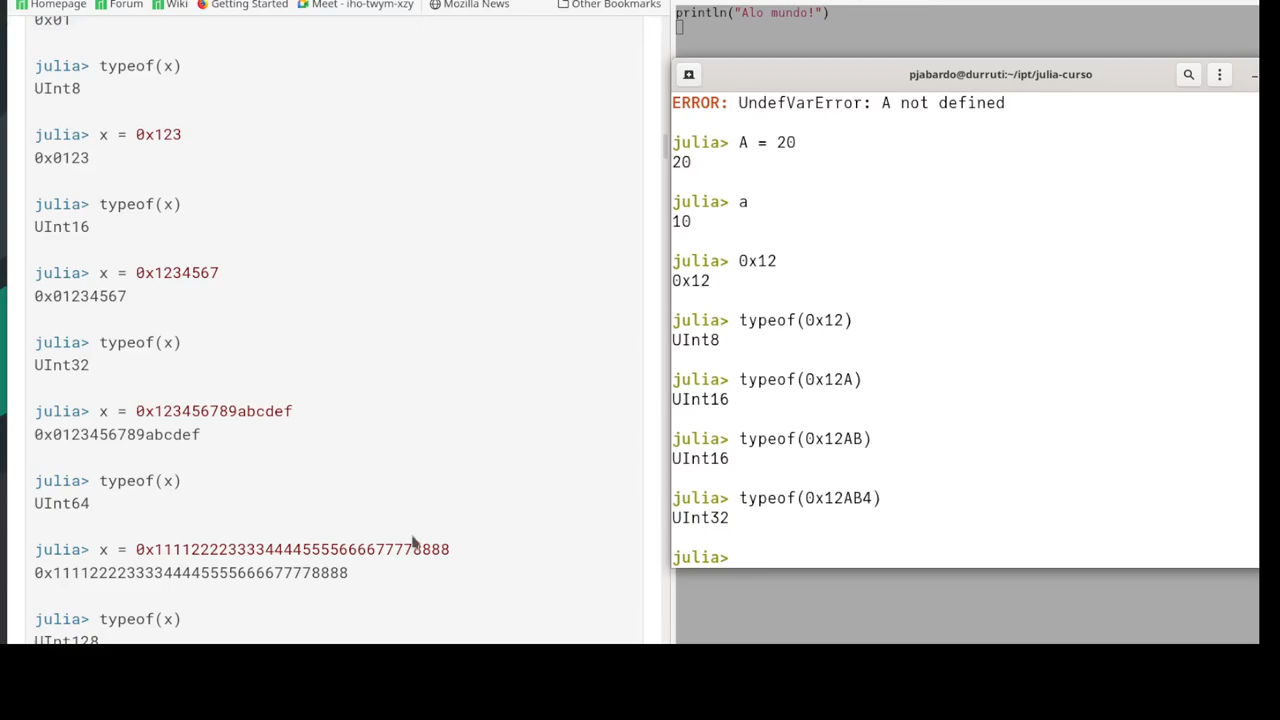 Homepage Forum Wiki Getting Started Meet - iho-twym-xzy Mozilla News Other Bookmarks
0x01
julia> typeof(x)
UInt8
julia> x = 0x123
0x0123
julia> typeof(x)
UInt16
julia> x = 0x1234567
0x01234567
julia> typeof(x)
UInt32
julia> x = 0x123456789abcdef
0x0123456789abcdef
julia> typeof(x)
UInt64
julia> x = 0x11112222333344445555666677778888
0x11112222333344445555666677778888
julia> typeof(x)
UInt128
println("Alo mundo!")
pjabardo@durruti:~/ipt/julia-curso
ERROR: UndefVarError: A not defined
julia> A = 20
20
julia> a
10
julia> 0x12
0x12
julia> typeof(0x12)
UInt8
julia> typeof(0x12A)
UInt16
julia> typeof(0x12AB)
UInt16
julia> typeof(0x12AB4)
UInt32
julia>